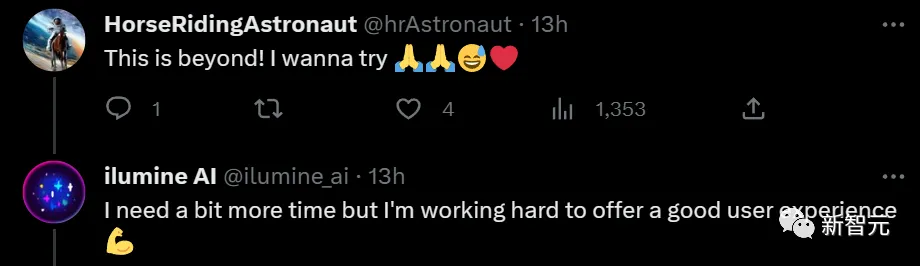 HorseRidingAstronaut @hrAstronaut · 13h
This is beyond! I wanna try 🙏🙏😅❤️
1 4 1,353
ilumine AI @ilumine_ai · 13h
I need a bit more time but I'm working hard to offer a good user experience
💪
新智元